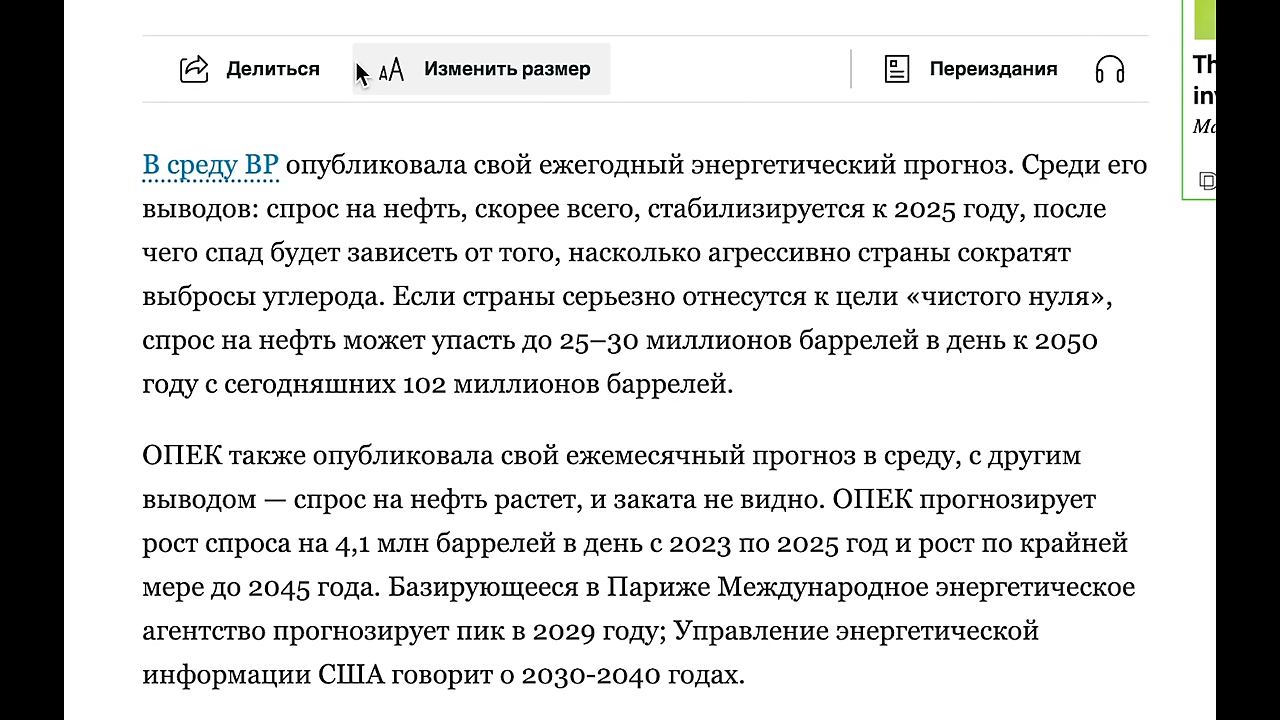 Делиться
Изменить размер
Переиздания
В среду BP опубликовала свой ежегодный энергетический прогноз. Среди его
выводов: спрос на нефть, скорее всего, стабилизируется к 2025 году, после
чего спад будет зависеть от того, насколько агрессивно страны сократят
выбросы углерода. Если страны серьезно отнесутся к цели «чистого нуля»,
спрос на нефть может упасть до 25–30 миллионов баррелей в день к 2050
году с сегодняшних 102 миллионов баррелей.
ОПЕК также опубликовала свой ежемесячный прогноз в среду, с другим
выводом — спрос на нефть растет, и заката не видно. ОПЕК прогнозирует
рост спроса на 4,1 млн баррелей в день с 2023 по 2025 год и рост по крайней
мере до 2045 года. Базирующееся в Париже Международное энергетическое
агентство прогнозирует пик в 2029 году; Управление энергетической
информации США говорит о 2030-2040 годах.